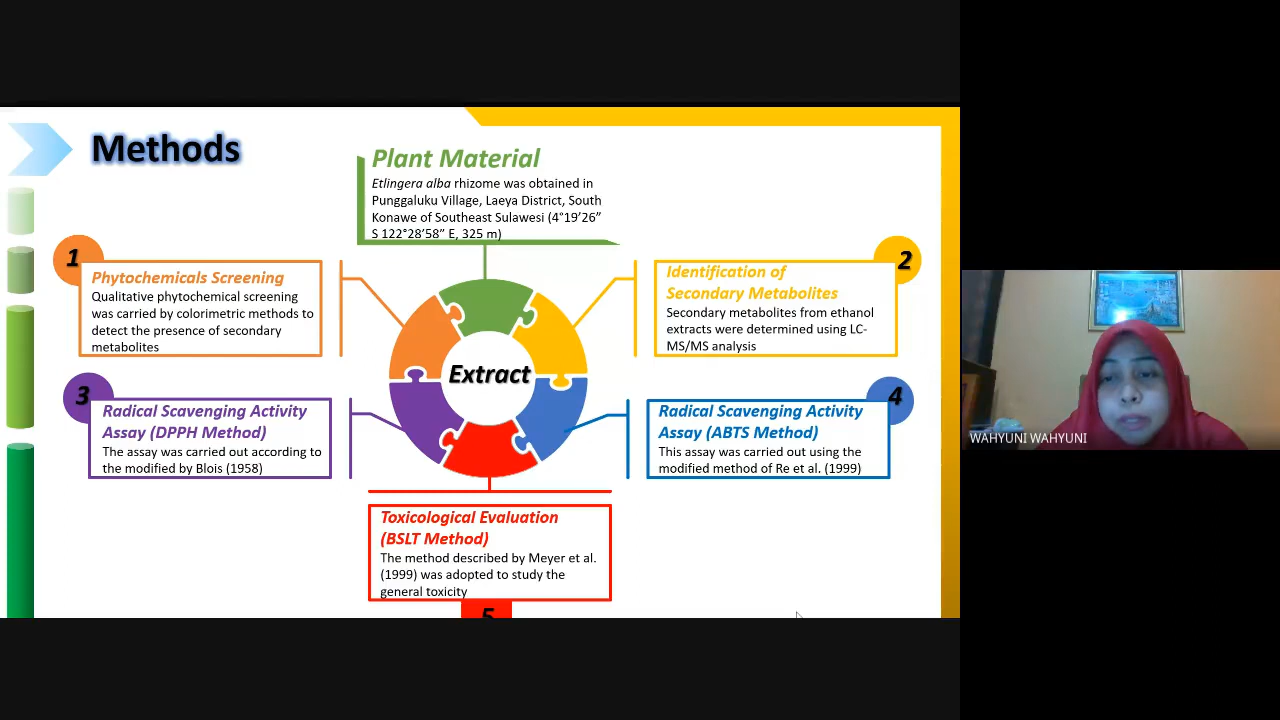 Methods
Plant Material
Etlingera alba rhizome was obtained in
Punggaluku Village, Laeya District, South
Konawe of Southeast Sulawesi (4°19’26”
S 122°28’58” E, 325 m)
1
Phytochemicals Screening
Qualitative phytochemical screening
was carried by colorimetric methods to
detect the presence of secondary
metabolites
2
Identification of
Secondary Metabolites
Secondary metabolites from ethanol
extracts were determined using LC-
MS/MS analysis
Extract
3
Radical Scavenging Activity
Assay (DPPH Method)
The assay was carried out according to
the modified by Blois (1958)
4
Radical Scavenging Activity
Assay (ABTS Method)
This assay was carried out using the
modified method of Re et al. (1999)
Toxicological Evaluation
(BSLT Method)
The method described by Meyer et al.
(1999) was adopted to study the
general toxicity
5
WAHYUNI WAHYUNI